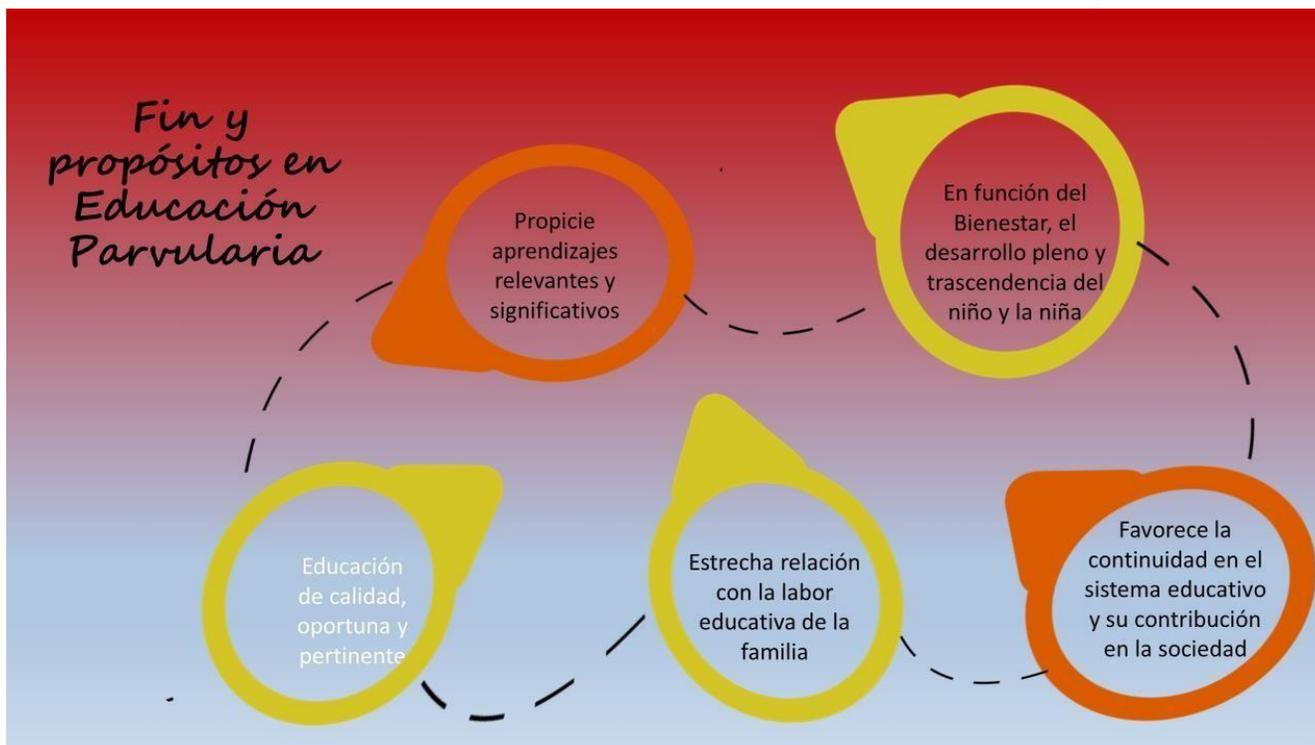 Fin y
propósitos en
Educación
Parvularia
Propicie
aprendizajes
relevantes y
significativos
En función del
Bienestar, el
desarrollo pleno y
trascendencia del
niño y la niña
Educación
de calidad,
oportuna y
pertinente
Estrecha relación
con la labor
educativa de la
familia
Favorece la
continuidad en el
sistema educativo
y su contribución
en la sociedad